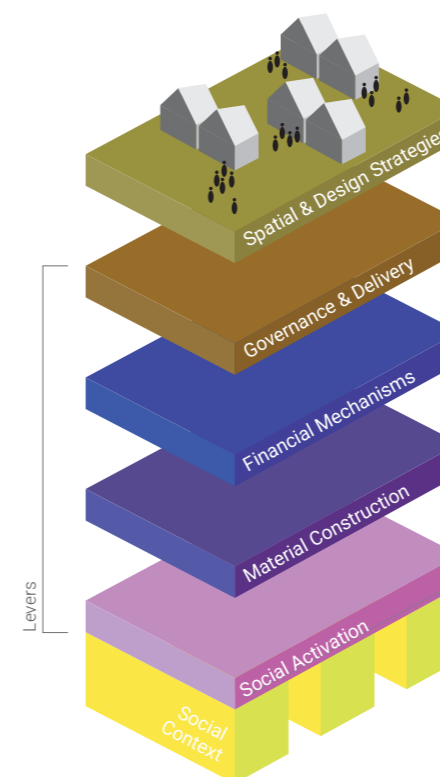 Spatial & Design Strategies
Governance & Delivery
Financial Mechanisms
Material Construction
Levers
Social Activation
Social
Context